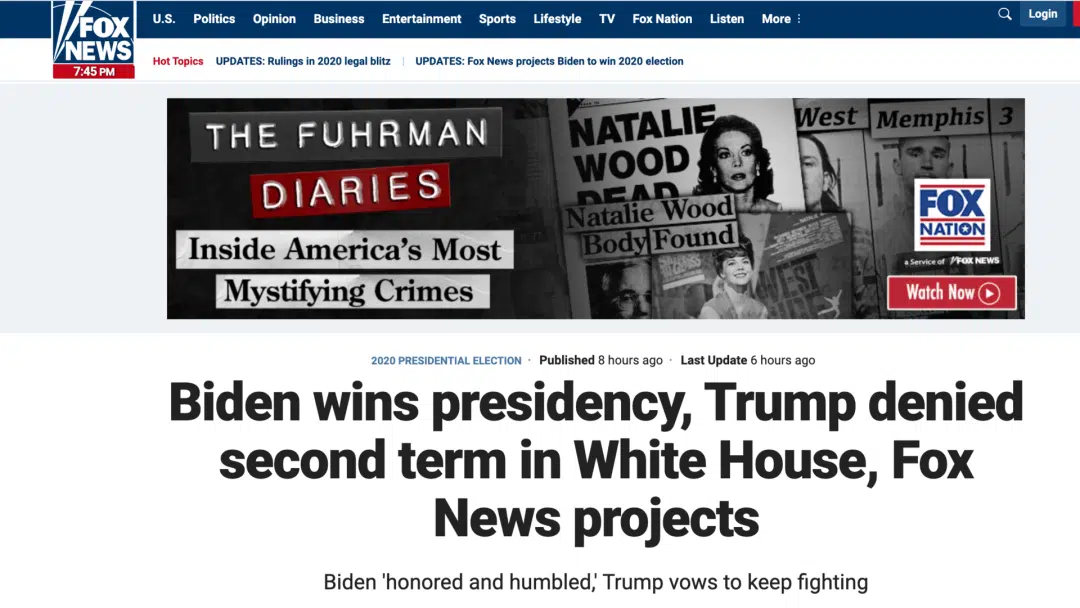 FOX
NEWS
7:45 PM
U.S. Politics Opinion Business Entertainment Sports Lifestyle TV Fox Nation Listen More Login
Hot Topics UPDATES: Rulings in 2020 legal blitz UPDATES: Fox News projects Biden to win 2020 election
THE FUHRMAN
DIARIES
Inside America's Most
Mystifying Crimes
NATALIE
WOOD
DEAD
Natalie Wood
Body Found
West Memphis 3
FOX
NATION
a Service of FOX NEWS
Watch Now
2020 PRESIDENTIAL ELECTION · Published 8 hours ago · Last Update 6 hours ago
Biden wins presidency, Trump denied
second term in White House, Fox
News projects
Biden 'honored and humbled,' Trump vows to keep fighting